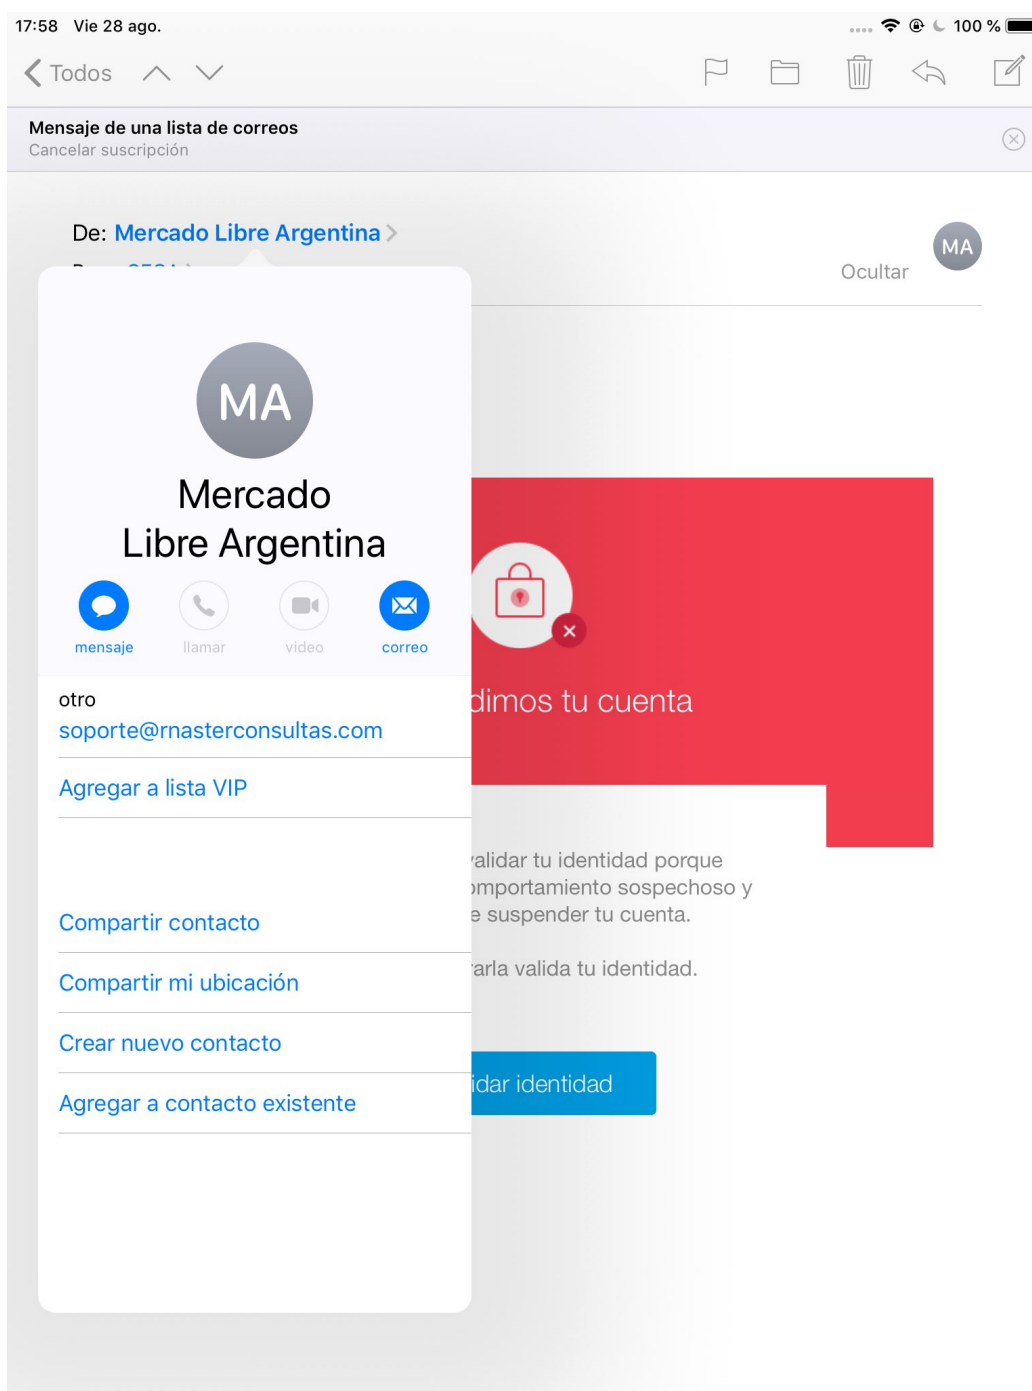 17:58 Vie 28 ago.
100 %
Todos
Mensaje de una lista de correos
Cancelar suscripción
De: Mercado Libre Argentina
Ocultar
MA
MA
Mercado
Libre Argentina
mensaje llamar video correo
otro
soporte@rnasterconsultas.com
Agregar a lista VIP
Compartir contacto
Compartir mi ubicación
Crear nuevo contacto
Agregar a contacto existente
dimos tu cuenta
alidar tu identidad porque
omportamiento sospechoso y
e suspender tu cuenta.
arla valida tu identidad.
idar identidad